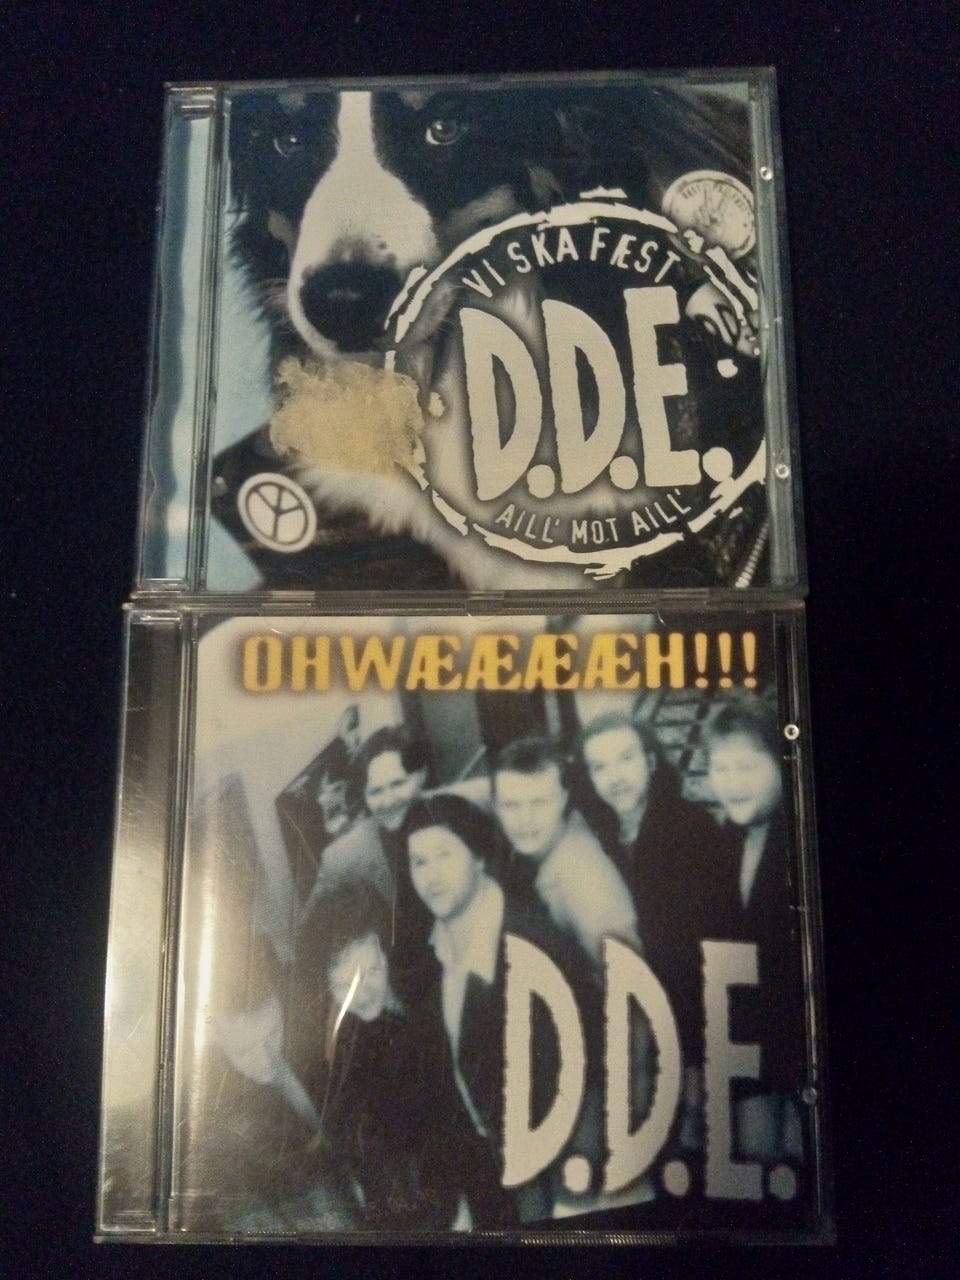 VI SKA FÆST
D.D.E.
AILL' MOT AILL'
OHWÆÆÆÆH!!!
D.D.E.